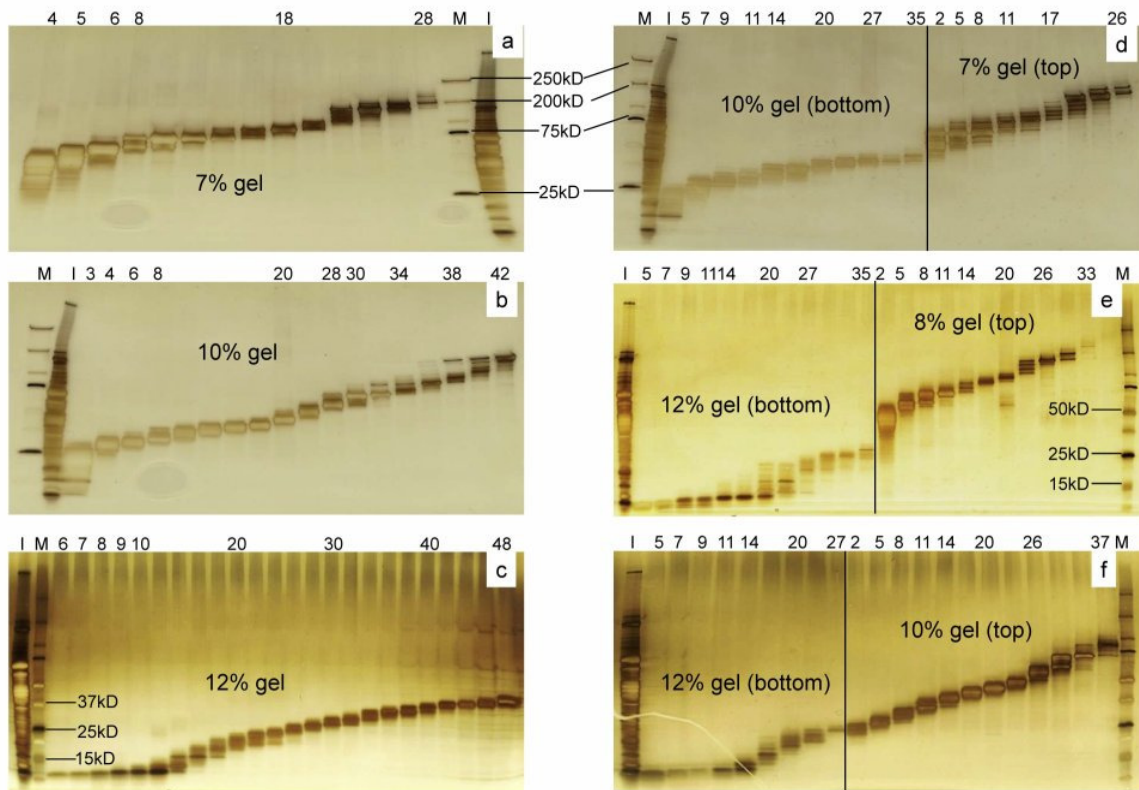 4 5 6 8 18 28 M I
a
7% gel
250kD
200kD
75kD
25kD
M I 3 4 6 8 20 28 30 34 38 42
b
10% gel
I M 6 7 8 9 10 20 30 40 48
c
12% gel
37kD
25kD
15kD
M I 5 7 9 11 14 20 27 35 2 5 8 11 17 26
d
7% gel (top)
10% gel (bottom)
I 5 7 9 11 14 20 27 35 2 5 8 11 14 20 26 33 M
e
8% gel (top)
12% gel (bottom)
50kD
25kD
15kD
I 5 7 9 11 14 20 27 2 5 8 11 14 20 26 37 M
f
10% gel (top)
12% gel (bottom)